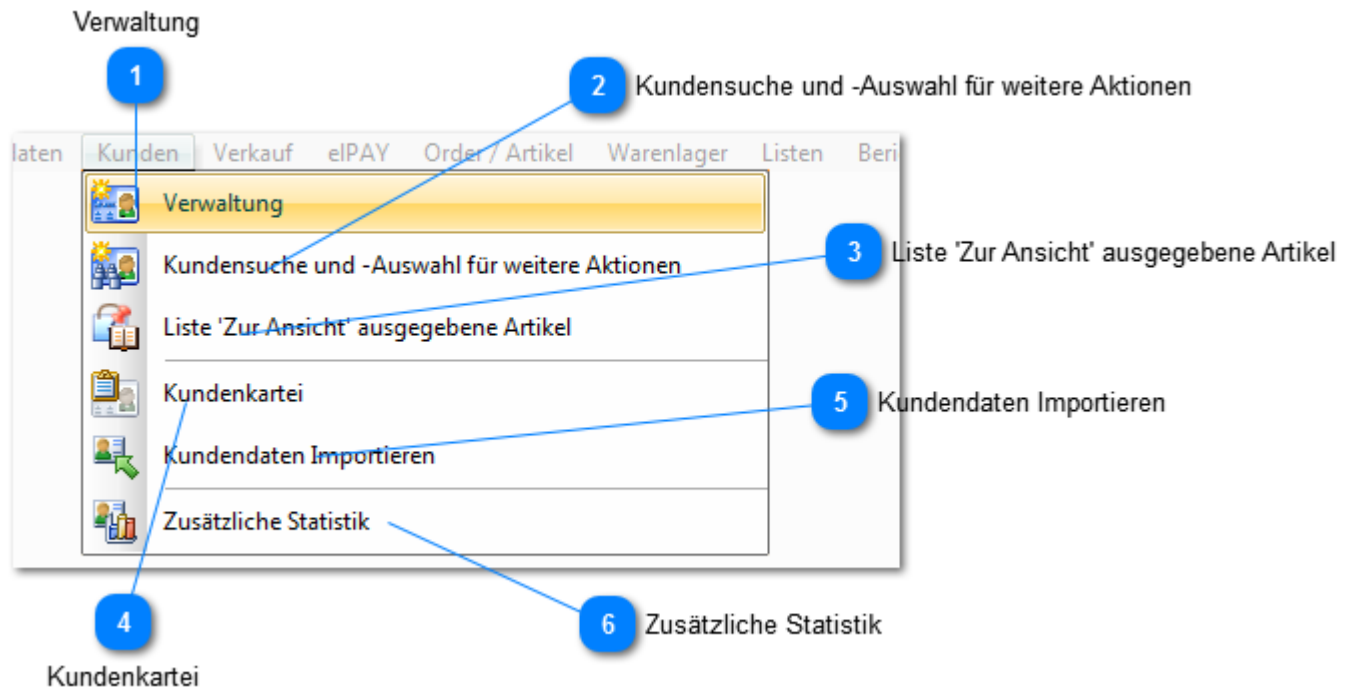 Verwaltung
1
2 Kundensuche und -Auswahl für weitere Aktionen
laten Kunden Verkauf elPAY Order / Artikel Warenlager Listen Beri
Verwaltung
Kundensuche und -Auswahl für weitere Aktionen
3 Liste 'Zur Ansicht' ausgegebene Artikel
Liste 'Zur Ansicht' ausgegebene Artikel
Kundenkartei
5 Kundendaten Importieren
Kundendaten Importieren
Zusätzliche Statistik
4
6 Zusätzliche Statistik
Kundenkartei